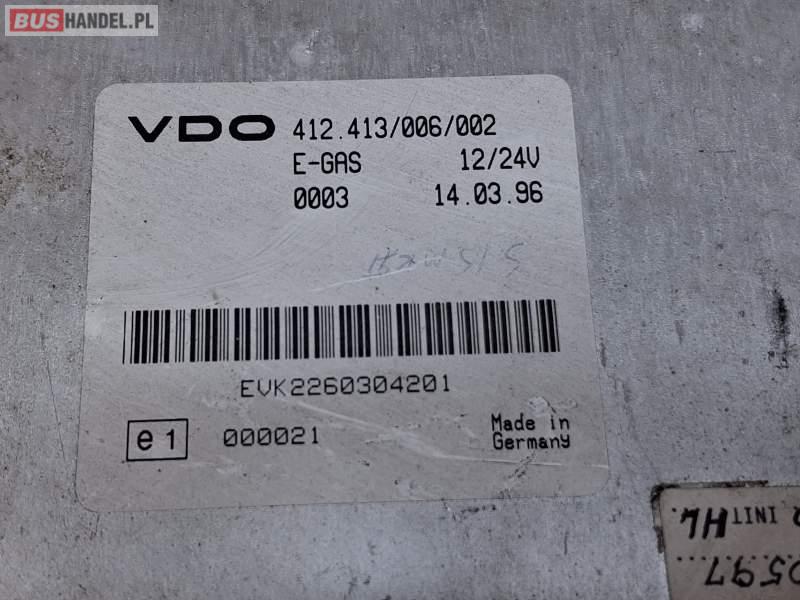 BUSHANDEL.PL
VDO 412.413/006/002
E-GAS 12/24V
0003 14.03.96
EVK2260304201
e1 000021
Made in
Germany
INIT HL.